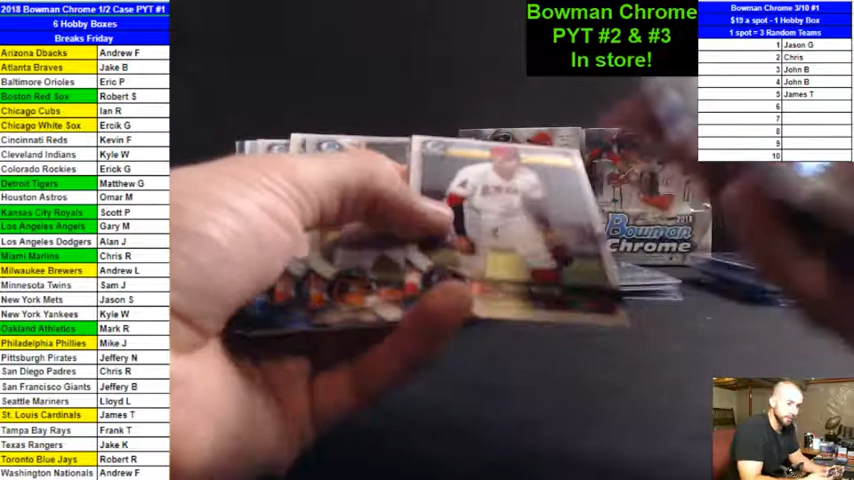 2018 Bowman Chrome 1/2 Case PYT #1
6 Hobby Boxes
Breaks Friday
Arizona Dbacks Andrew F
Atlanta Braves Jake B
Baltimore Orioles Eric P
Boston Red Sox Robert S
Chicago Cubs Ian R
Chicago White Sox Ercik G
Cincinnati Reds Kevin F
Cleveland Indians Kyle W
Colorado Rockies Erick G
Detroit Tigers Matthew G
Houston Astros Omar M
Kansas City Royals Scott P
Los Angeles Angels Gary M
Los Angeles Dodgers Alan J
Miami Marlins Chris R
Milwaukee Brewers Andrew L
Minnesota Twins Sam J
New York Mets Jason S
New York Yankees Kyle W
Oakland Athletics Mark R
Philadelphia Phillies Mike J
Pittsburgh Pirates Jeffery N
San Diego Padres Chris R
San Francisco Giants Jeffery B
Seattle Mariners Lloyd L
St. Louis Cardinals James T
Tampa Bay Rays Frank T
Texas Rangers Jake K
Toronto Blue Jays Robert R
Washington Nationals Andrew F
Bowman Chrome
PYT #2 & #3
In store!
Bowman Chrome 3/10 #1
$19 a spot - 1 Hobby Box
1 spot = 3 Random Teams
1 Jason G
2 Chris
3 John B
4 John B
5 James T
6
7
8
9
10
2018
Bowman
Chrome